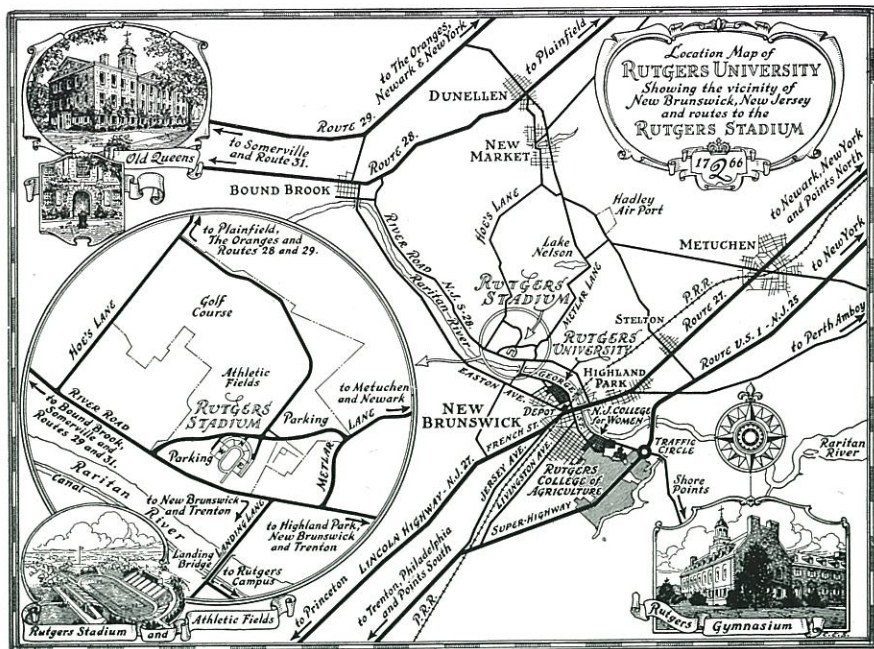 Location Map of
RUTGERS UNIVERSITY
Showing the vicinity of
New Brunswick, New Jersey
and routes to the
RUTGERS STADIUM
1766
Old Queens
to The Oranges,
Newark & New York
ROUTE 29.
to Plainfield
DUNELLEN
ROUTE 28.
to Somerville
and Route 31.
BOUND BROOK
NEW
MARKET
HOE'S LANE
Hadley
Air Port
Lake
Nelson
METLAR LANE
RIVER ROAD
N.J. S-28.
Raritan River
RUTGERS
STADIUM
METUCHEN
to Newark, New York
and Points North
to New York
P.R.R.
ROUTE 27.
ROUTE U.S. 1 - N.J. 25
to Perth Amboy
STELTON
RUTGERS
UNIVERSITY
HIGHLAND
PARK
EASTON
AVE.
GEORGE
DEPOT
NEW
BRUNSWICK
N.J. COLLEGE
for WOMEN
FRENCH ST.
TRAFFIC
CIRCLE
JERSEY AVE.
LIVINGSTON AVE.
RUTGERS
COLLEGE of
AGRICULTURE
SUPER-HIGHWAY
Shore
Points
Raritan
River
LINCOLN HIGHWAY - N.J. 27.
to Princeton
to Trenton, Philadelphia
and Points South
P.R.R.
to Plainfield,
The Oranges and
Routes 28 and 29.
HOE'S LANE
Golf
Course
Athletic
Fields
RUTGERS
STADIUM
Parking
to Metuchen
and Newark
METLAR
LANE
RIVER ROAD
to Bound Brook,
Somerville and
Routes 29 and 31.
Parking
Raritan
Canal
River
to New Brunswick
and Trenton
LANDING LANE
to Highland Park,
New Brunswick
and Trenton
Landing
Bridge
to Rutgers
Campus
Rutgers Stadium and Athletic Fields
Rutgers Gymnasium